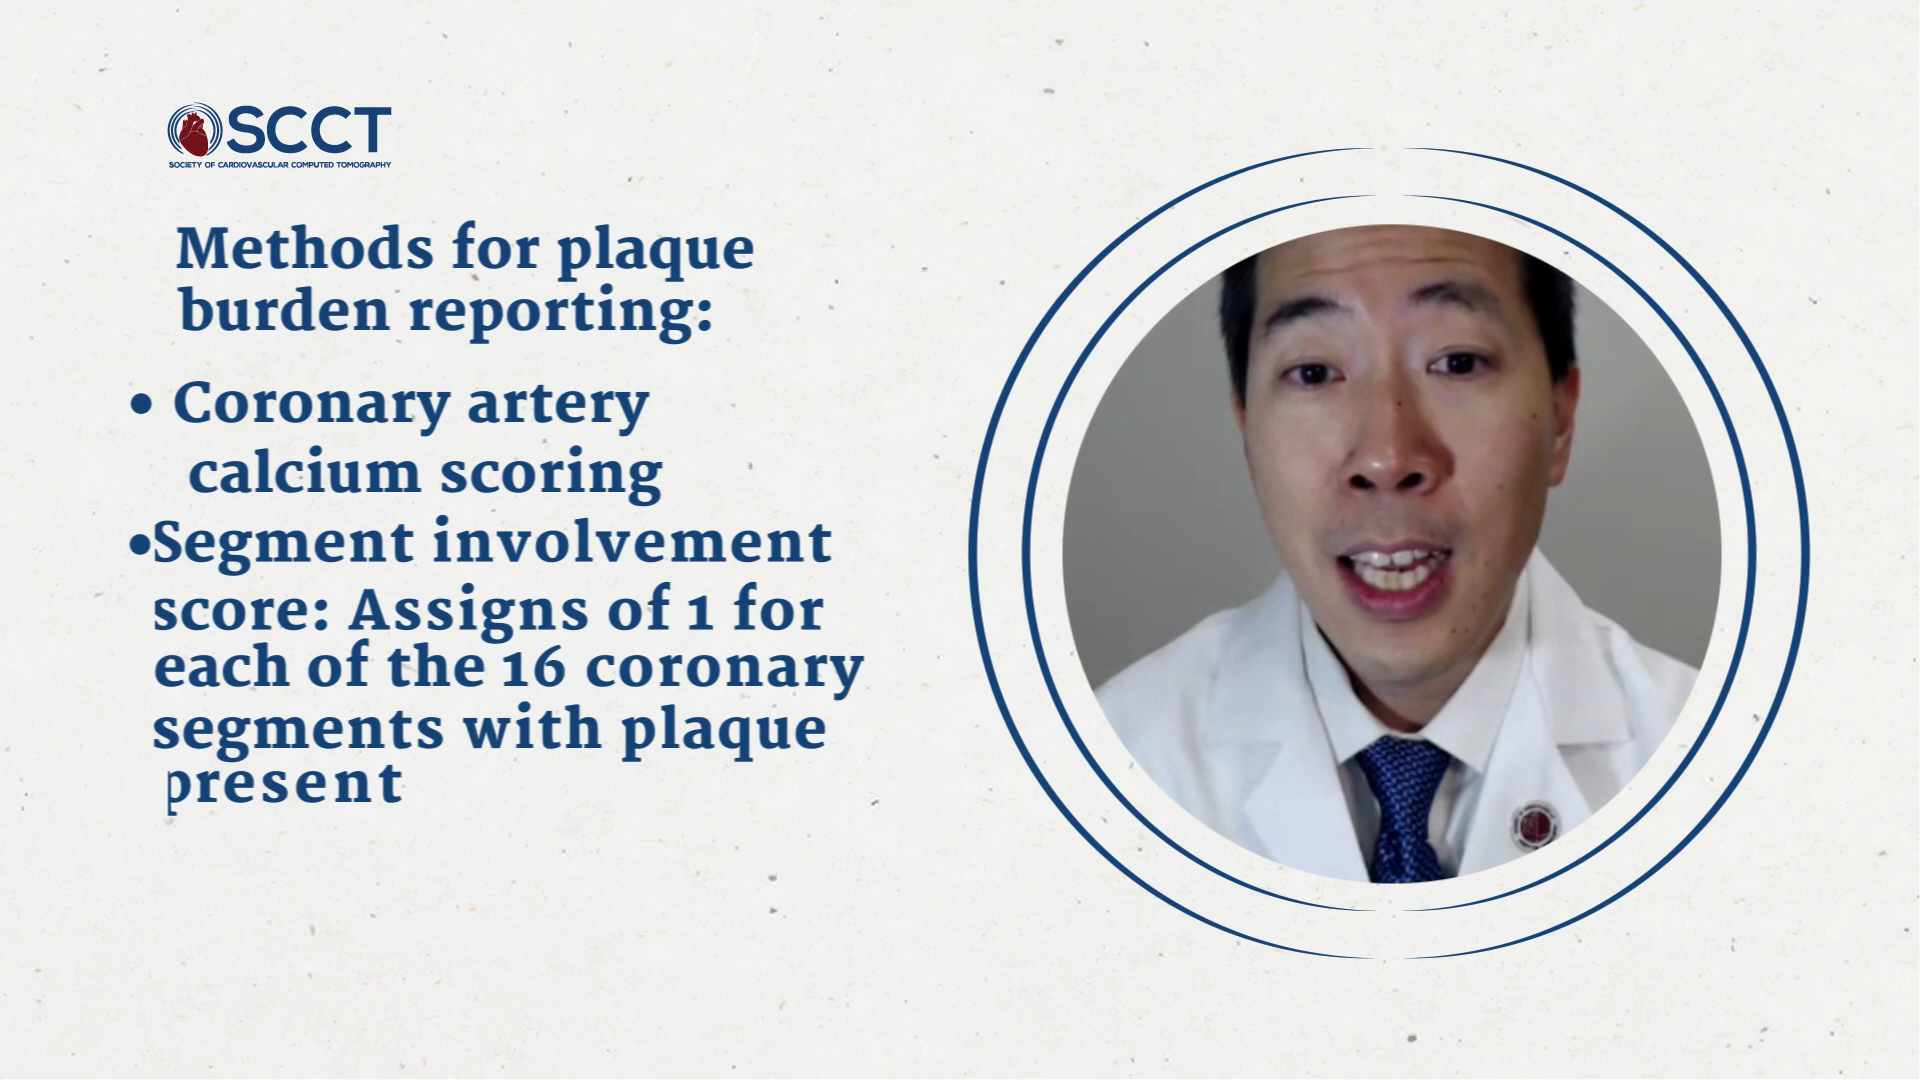 SCCT
SOCIETY OF CARDIOVASCULAR COMPUTED TOMOGRAPHY
Methods for plaque
burden reporting:
• Coronary artery
calcium scoring
•Segment involvement
score: Assigns of 1 for
each of the 16 coronary
segments with plaque
present